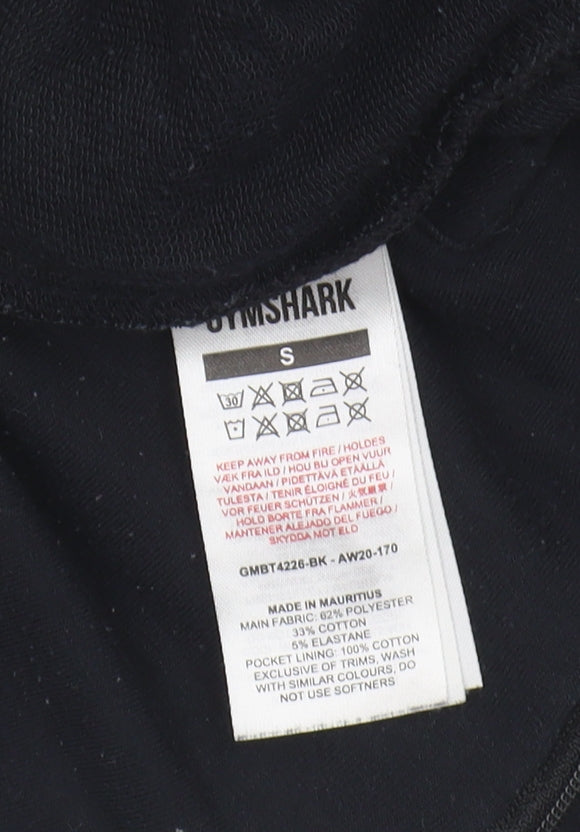 GYMSHARK
S
30
KEEP AWAY FROM FIRE / HOLDES
VÆK FRA ILD / HOU BIJ OPEN VUUR
VANDAAN / PIDETTÄVÄ ETÄÄLLÄ
TULESTA / TENIR ÉLOIGNÉ DU FEU /
VOR FEUER SCHÜTZEN / 火気厳禁 /
HOLD BORTE FRA FLAMMER /
MANTENER ALEJADO DEL FUEGO /
SKYDDA MOT ELD
GMBT4226-BK - AW20-170
MADE IN MAURITIUS
MAIN FABRIC: 62% POLYESTER
33% COTTON
5% ELASTANE
POCKET LINING: 100% COTTON
EXCLUSIVE OF TRIMS, WASH
WITH SIMILAR COLOURS, DO
NOT USE SOFTNERS